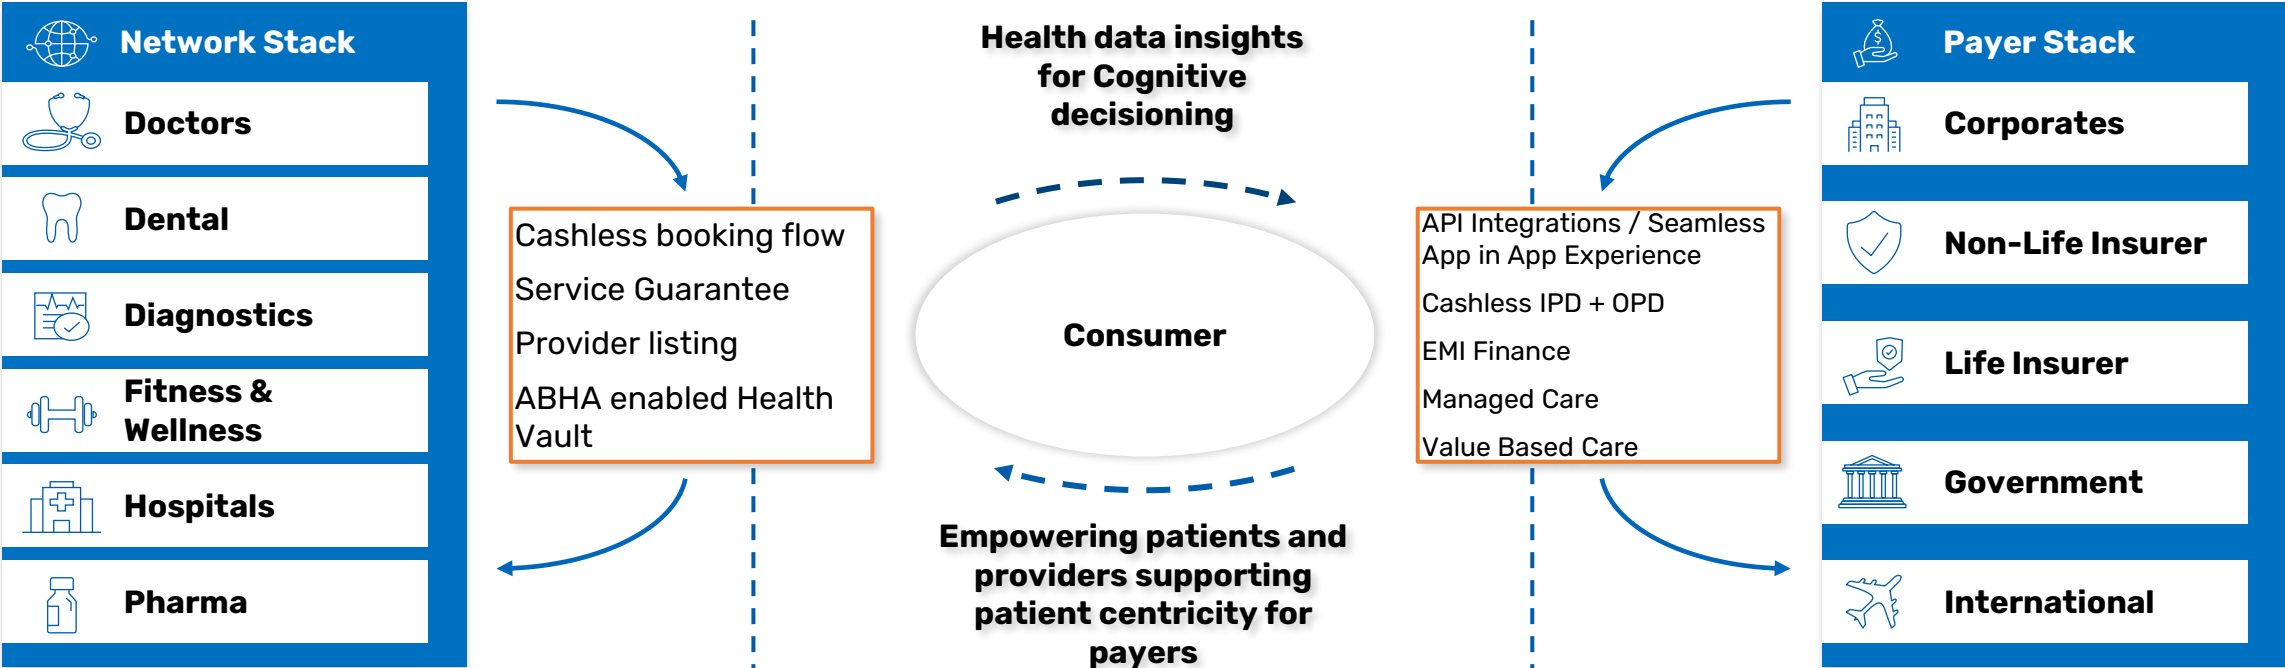 Network Stack
Doctors
Dental
Diagnostics
Fitness &
Wellness
Hospitals
Pharma
Cashless booking flow
Service Guarantee
Provider listing
ABHA enabled Health
Vault
Health data insights
for Cognitive
decisioning
Consumer
Empowering patients and
providers supporting
patient centricity for
payers
API Integrations / Seamless
App in App Experience
Cashless IPD + OPD
EMI Finance
Managed Care
Value Based Care
Payer Stack
$
Corporates
Non-Life Insurer
Life Insurer
Government
International